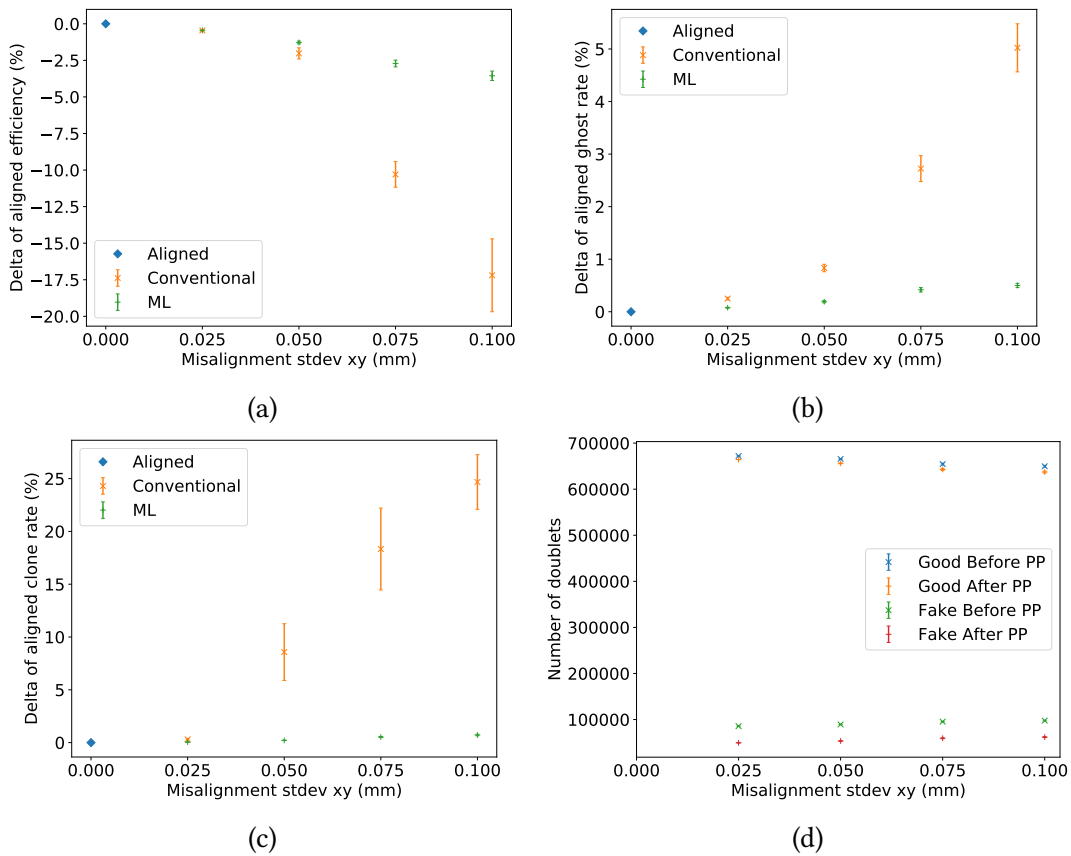 0.0
−2.5
−5.0
−7.5
−10.0
−12.5
−15.0
−17.5
−20.0
Delta of aligned efficiency (%)
Aligned
Conventional
ML
0.000 0.025 0.050 0.075 0.100
Misalignment stdev xy (mm)
(a)
5
4
3
2
1
0
Delta of aligned ghost rate (%)
Aligned
Conventional
ML
0.000 0.025 0.050 0.075 0.100
Misalignment stdev xy (mm)
(b)
25
20
15
10
5
0
Delta of aligned clone rate (%)
Aligned
Conventional
ML
0.000 0.025 0.050 0.075 0.100
Misalignment stdev xy (mm)
(c)
700000
600000
500000
400000
300000
200000
100000
Number of doublets
Good Before PP
Good After PP
Fake Before PP
Fake After PP
0.000 0.025 0.050 0.075 0.100
Misalignment stdev xy (mm)
(d)